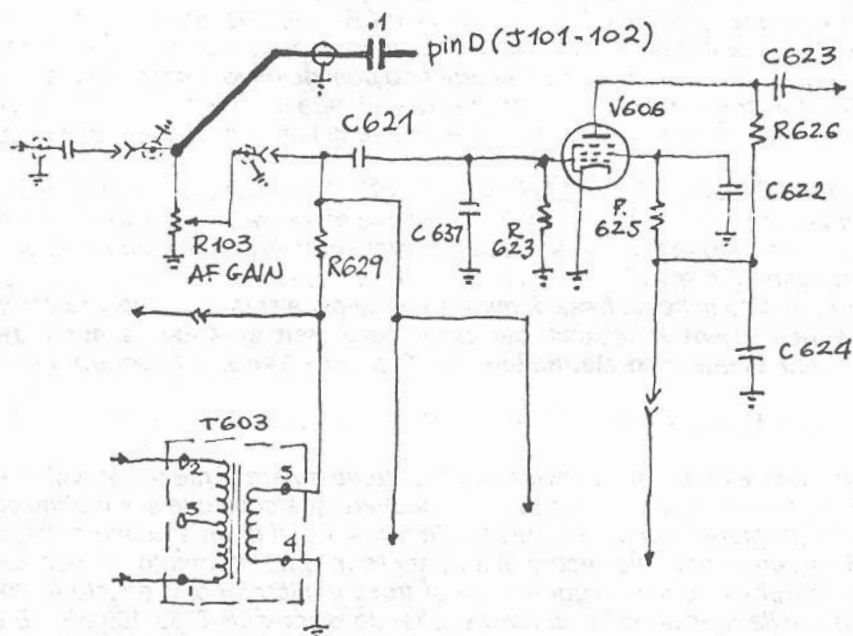 .1
pin D (J101-102)
C623
V606
C621
R626
C622
R103
AF GAIN
C637
R
623
R.
625
R629
C624
T603
2
3
1
5
4